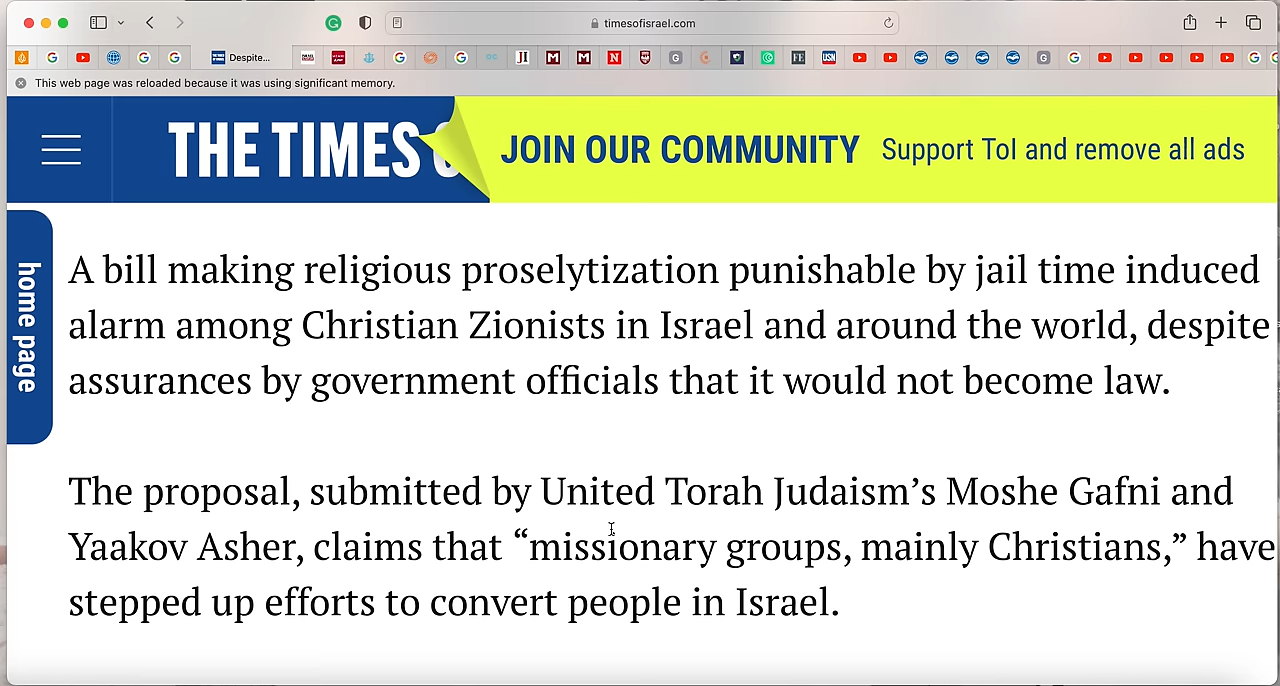 timesofisrael.com
Despite...
JI
M
M
N
G
FF
USN
G
This web page was reloaded because it was using significant memory.
THE TIMES
JOIN OUR COMMUNITY Support ToI and remove all ads
home page
A bill making religious proselytization punishable by jail time induced
alarm among Christian Zionists in Israel and around the world, despite
assurances by government officials that it would not become law.
The proposal, submitted by United Torah Judaism’s Moshe Gafni and
Yaakov Asher, claims that “missionary groups, mainly Christians,” have
stepped up efforts to convert people in Israel.